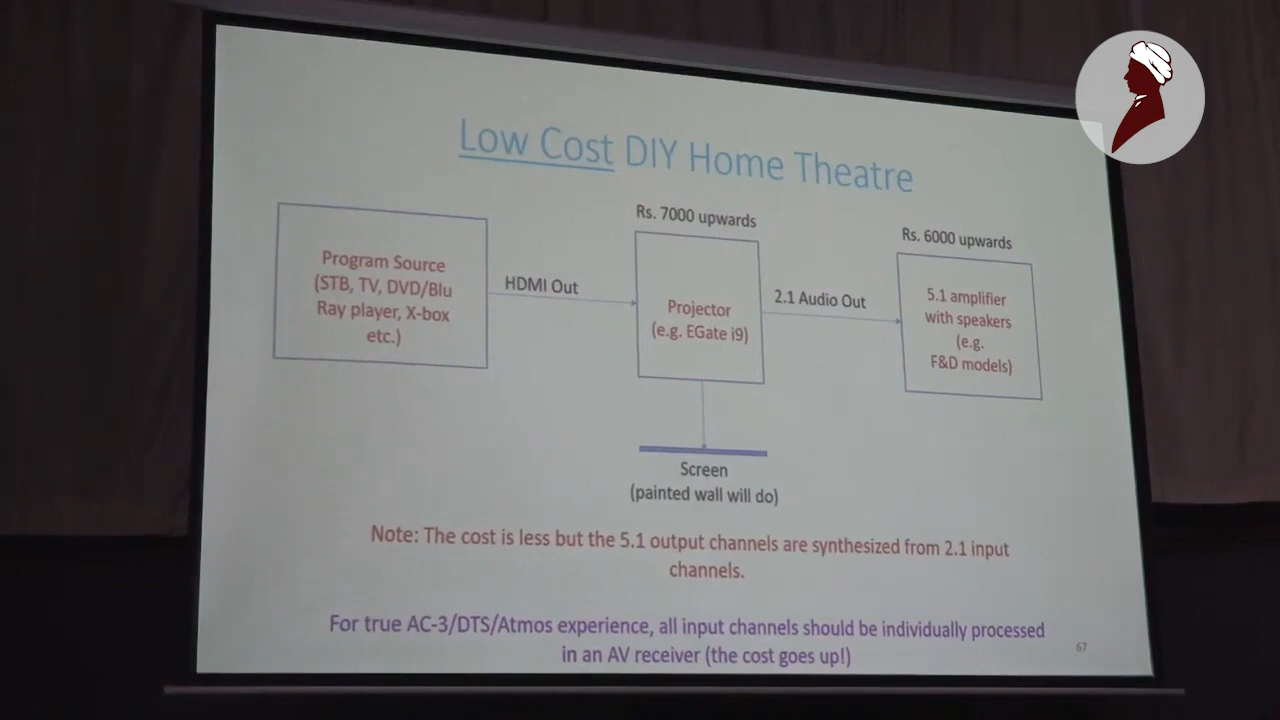 Low Cost DIY Home Theatre
Rs. 7000 upwards
Rs. 6000 upwards
Program Source
(STB, TV, DVD/Blu
Ray player, X-box
etc.)
HDMI Out
Projector
(e.g. EGate i9)
2.1 Audio Out
5.1 amplifier
with speakers
(e.g.
F&D models)
Screen
(painted wall will do)
Note: The cost is less but the 5.1 output channels are synthesized from 2.1 input
channels.
For true AC-3/DTS/Atmos experience, all input channels should be individually processed
in an AV receiver (the cost goes up!)
67